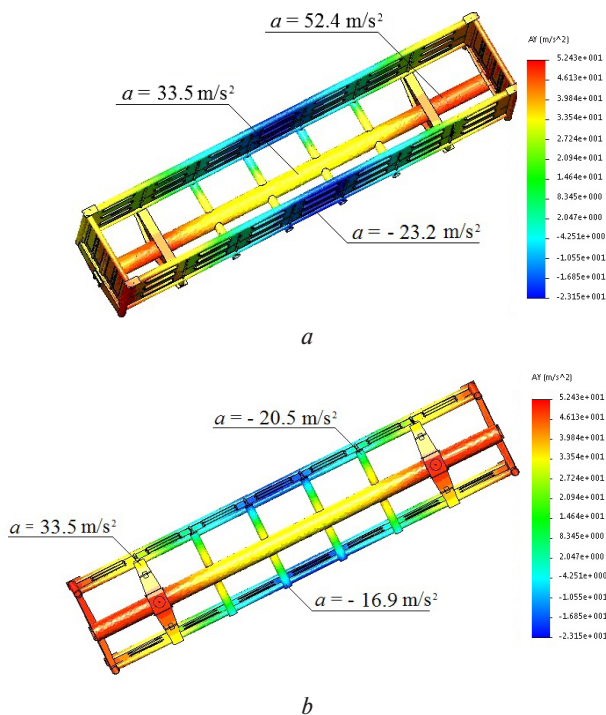 a = 52.4 m/s²
a = 33.5 m/s²
a = - 23.2 m/s²
AY (m/s^2)
5.243e+001
4.613e+001
3.984e+001
3.354e+001
2.724e+001
2.094e+001
1.464e+001
8.345e+000
2.047e+000
-4.251e+000
-1.055e+001
-1.685e+001
-2.315e+001
a
a = - 20.5 m/s²
a = 33.5 m/s²
a = - 16.9 m/s²
AY (m/s^2)
5.243e+001
4.613e+001
3.984e+001
3.354e+001
2.724e+001
2.094e+001
1.464e+001
8.345e+000
2.047e+000
-4.251e+000
-1.055e+001
-1.685e+001
-2.315e+001
b